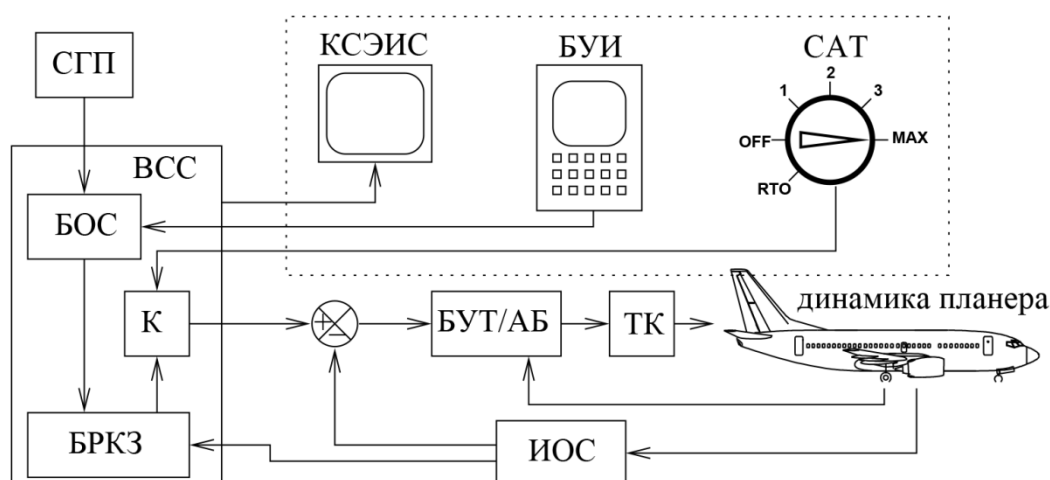 СГП
КСЭИС
БУИ
САТ
1
2
3
OFF
MAX
RTO
ВСС
БОС
К
+
−
БУТ/АБ
ТК
динамика планера
БРКЗ
ИОС